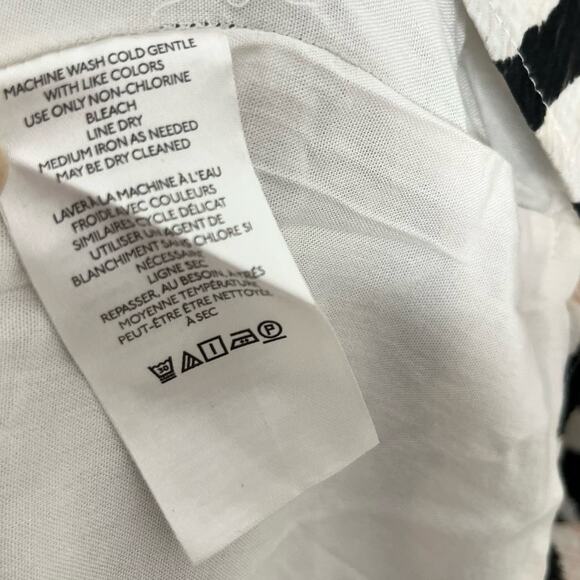 MACHINE WASH COLD GENTLE
WITH LIKE COLORS
USE ONLY NON-CHLORINE
BLEACH
LINE DRY
MEDIUM IRON AS NEEDED
MAY BE DRY CLEANED
LAVER À LA MACHINE À L'EAU
FROIDE AVEC COULEURS
SIMILAIRES CYCLE DÉLICAT
UTILISER UN AGENT DE
BLANCHIMENT SANS CHLORE SI
NÉCESSAIRE
LIGNE SEC
REPASSER, AU BESOIN, À TRÈS
MOYENNE TEMPÉRATURE
PEUT-ÊTRE ÊTRE NETTOYÉE
À SEC
30 P